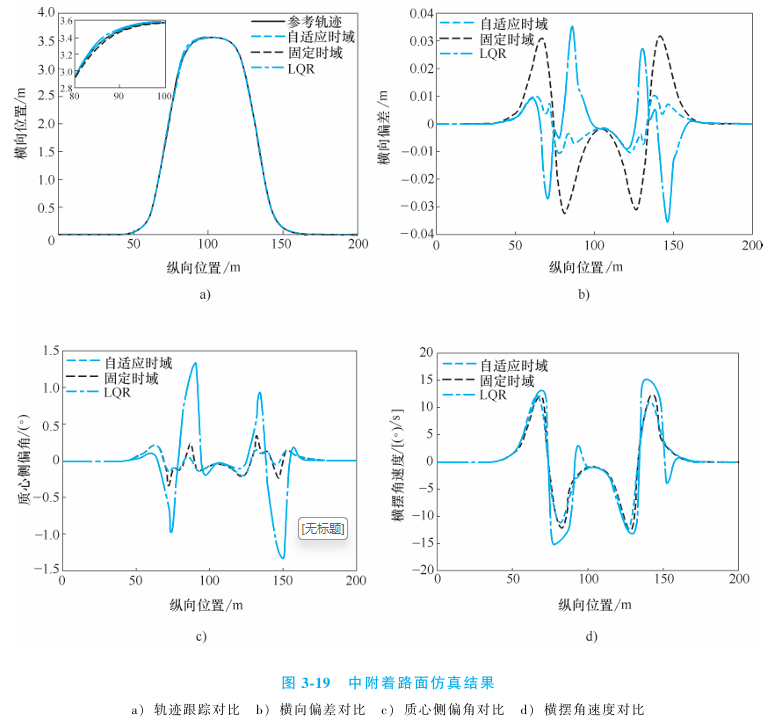 4.0
3.5
3.0
2.5
2.0
1.5
1.0
0.5
0
横向位置/m
3.6
3.4
3.2
3.0
2.8
80
90
100
参考轨迹
自适应时域
固定时域
LQR
0
50
100
150
200
纵向位置/m
a)
0.04
0.03
0.02
0.01
0
−0.01
−0.02
−0.03
−0.04
横向偏差/m
自适应时域
固定时域
LQR
0
50
100
150
200
纵向位置/m
b)
1.5
1.0
0.5
0
−0.5
−1.0
−1.5
质心侧偏角/(°)
自适应时域
固定时域
LQR
[无标题]
0
50
100
150
200
纵向位置/m
c)
20
15
10
5
0
−5
−10
−15
−20
横摆角速度/[(°)/s]
自适应时域
固定时域
LQR
0
50
100
150
200
纵向位置/m
d)
图 3-19 中附着路面仿真结果
a) 轨迹跟踪对比 b) 横向偏差对比 c) 质心侧偏角对比 d) 横摆角速度对比